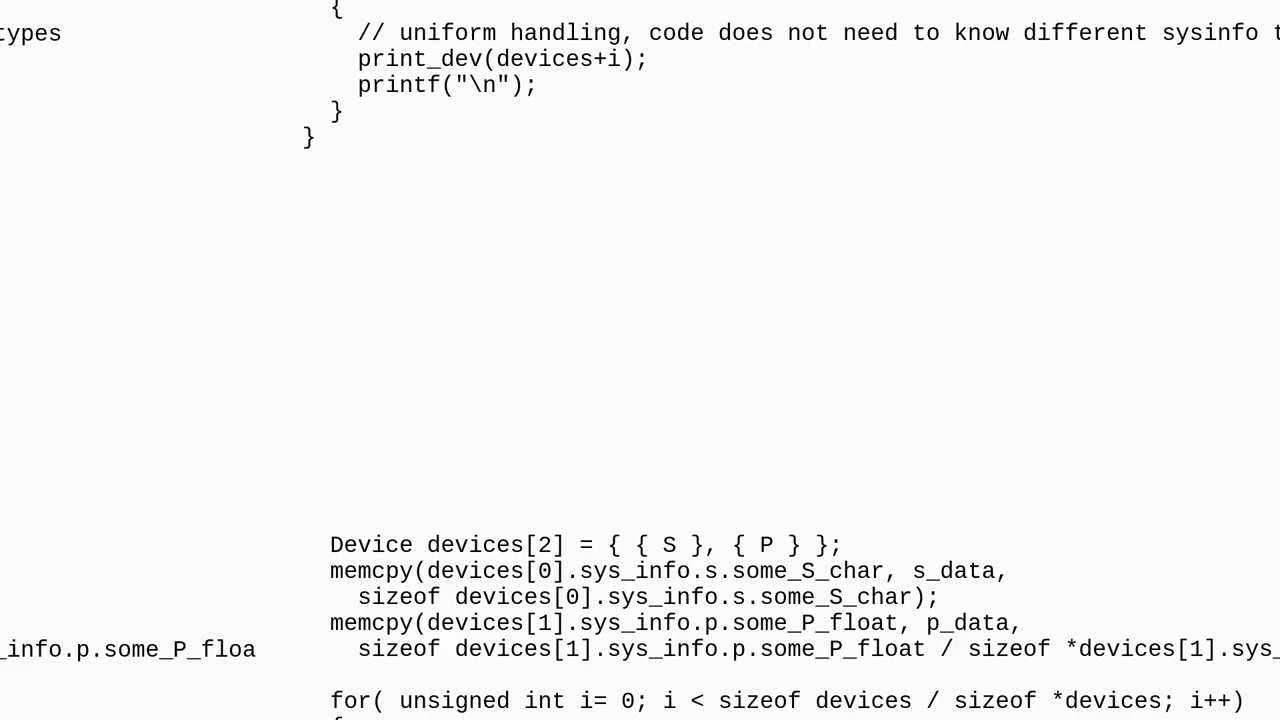 {
types // uniform handling, code does not need to know different sysinfo t
print_dev(devices+i);
printf("\n");
}
}
Device devices[2] = { { S }, { P } };
memcpy(devices[0].sys_info.s.some_S_char, s_data,
sizeof devices[0].sys_info.s.some_S_char);
memcpy(devices[1].sys_info.p.some_P_float, p_data,
_info.p.some_P_floa sizeof devices[1].sys_info.p.some_P_float / sizeof *devices[1].sys_
for( unsigned int i= 0; i < sizeof devices / sizeof *devices; i++)